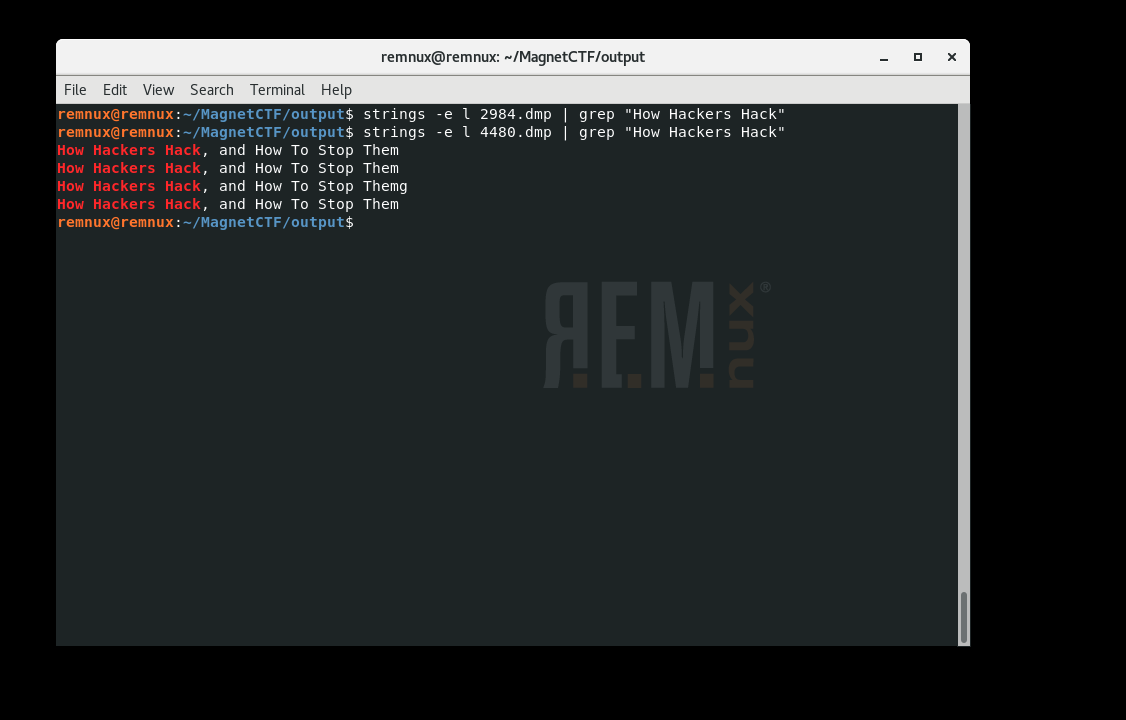 remnux@remnux: ~/MagnetCTF/output
File Edit View Search Terminal Help
remnux@remnux:~/MagnetCTF/output$ strings -e l 2984.dmp | grep "How Hackers Hack"
remnux@remnux:~/MagnetCTF/output$ strings -e l 4480.dmp | grep "How Hackers Hack"
How Hackers Hack, and How To Stop Them
How Hackers Hack, and How To Stop Them
How Hackers Hack, and How To Stop Themg
How Hackers Hack, and How To Stop Them
remnux@remnux:~/MagnetCTF/output$
REM
nux
®